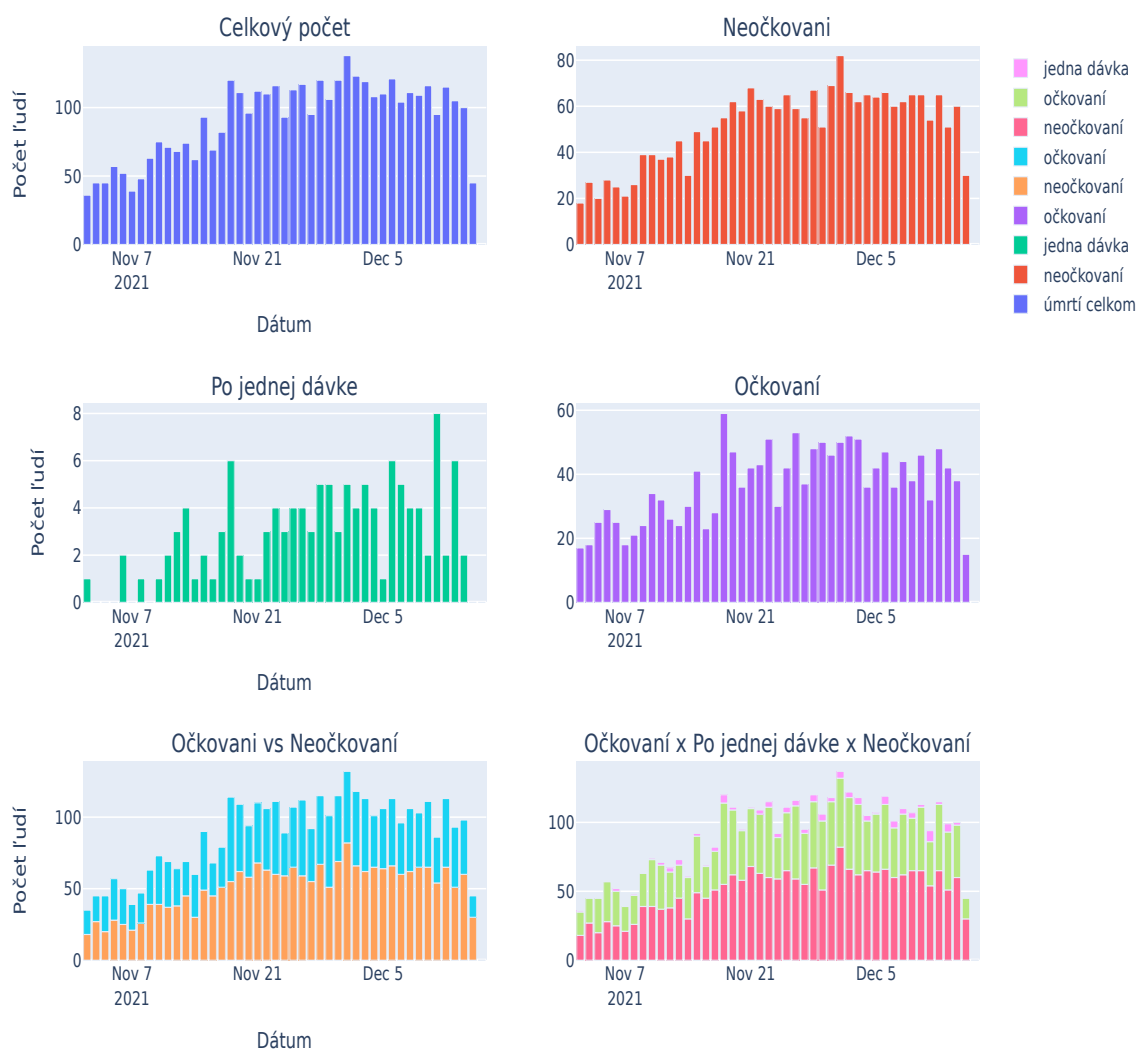 Celkový počet
Neočkovani
Počet ľudí
100
50
0
Nov 7
2021
Nov 21
Dec 5
Dátum
80
60
40
20
0
Nov 7
2021
Nov 21
Dec 5
jedna dávka
očkovaní
neočkovaní
očkovaní
neočkovaní
očkovaní
jedna dávka
neočkovaní
úmrtí celkom
Po jednej dávke
Očkovaní
Počet ľudí
8
6
4
2
0
Nov 7
2021
Nov 21
Dec 5
Dátum
60
40
20
0
Nov 7
2021
Nov 21
Dec 5
Očkovani vs Neočkovaní
Očkovaní x Po jednej dávke x Neočkovaní
Počet ľudí
100
50
0
Nov 7
2021
Nov 21
Dec 5
Dátum
100
50
0
Nov 7
2021
Nov 21
Dec 5